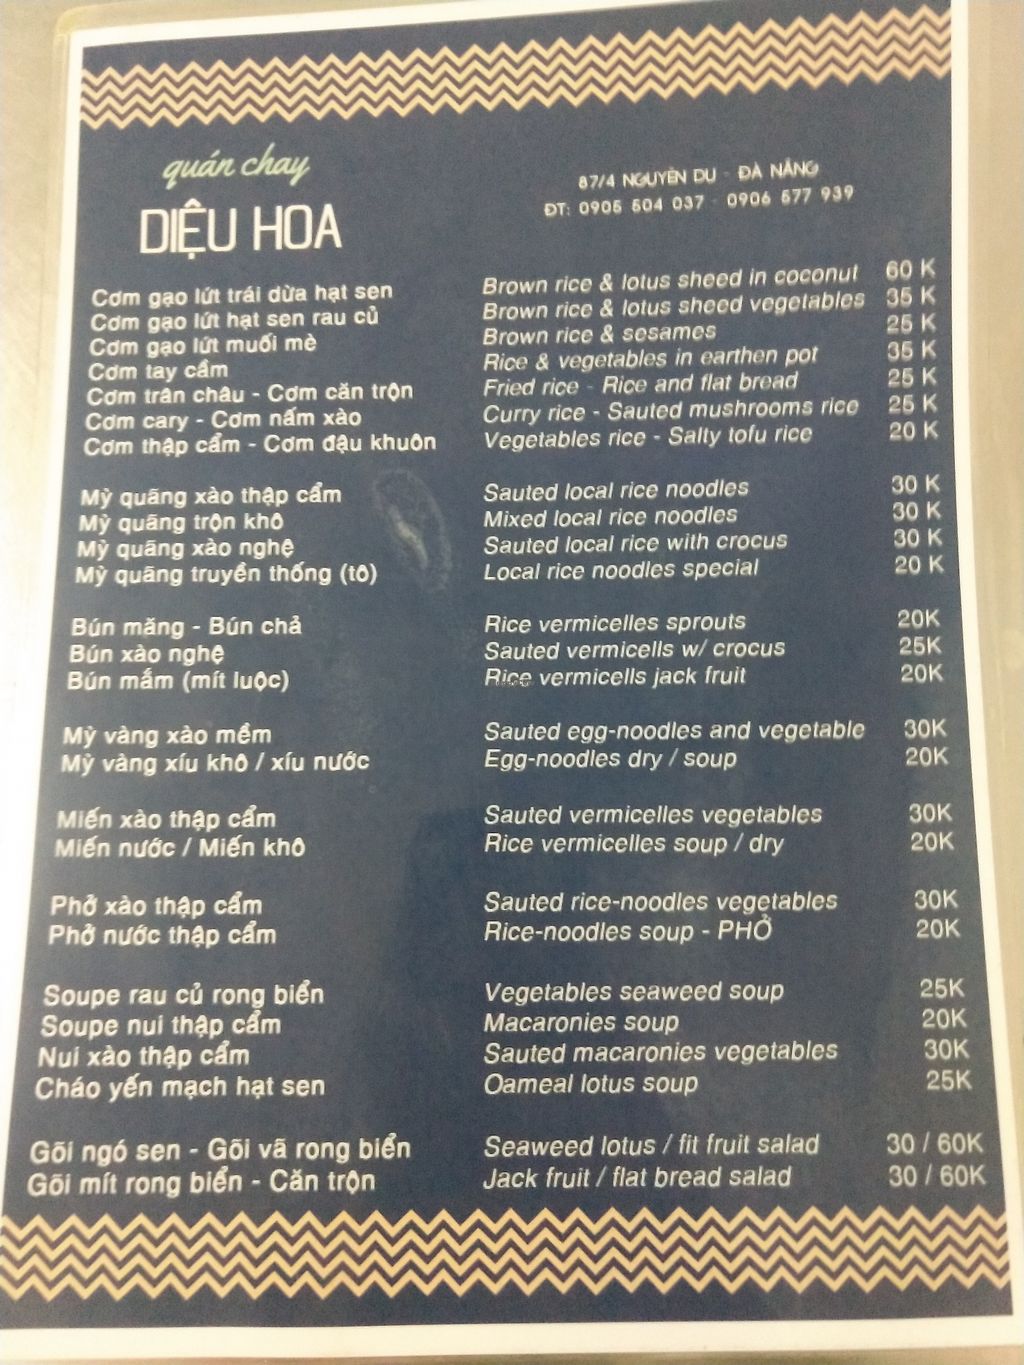 quán chay
DIỆU HOA
87/4 NGUYỄN DU - ĐÀ NẴNG
ĐT: 0905 504 037 - 0906 577 939
Cơm gạo lứt trái dừa hạt sen Brown rice & lotus sheed in coconut 60 K
Cơm gạo lứt hạt sen rau củ Brown rice & lotus sheed vegetables 35 K
Cơm gạo lứt muối mè Brown rice & sesames 25 K
Cơm tay cầm Rice & vegetables in earthen pot 35 K
Cơm trân châu - Cơm căn trộn Fried rice - Rice and flat bread 25 K
Cơm cary - Cơm nấm xào Curry rice - Sauted mushrooms rice 25 K
Cơm thập cẩm - Cơm đậu khuôn Vegetables rice - Salty tofu rice 20 K
Mỳ quãng xào thập cẩm Sauted local rice noodles 30 K
Mỳ quãng trộn khô Mixed local rice noodles 30 K
Mỳ quãng xào nghệ Sauted local rice with crocus 30 K
Mỳ quãng truyền thống (tô) Local rice noodles special 20 K
Bún măng - Bún chả Rice vermicelles sprouts 20K
Bún xào nghệ Sauted vermicells w/ crocus 25K
Bún mắm (mít luộc) Rice vermicells jack fruit 20K
Mỳ vàng xào mềm Sauted egg-noodles and vegetable 30K
Mỳ vàng xíu khô / xíu nước Egg-noodles dry / soup 20K
Miến xào thập cẩm Sauted vermicelles vegetables 30K
Miến nước / Miến khô Rice vermicelles soup / dry 20K
Phở xào thập cẩm Sauted rice-noodles vegetables 30K
Phở nước thập cẩm Rice-noodles soup - PHỞ 20K
Soupe rau củ rong biển Vegetables seaweed soup 25K
Soupe nui thập cẩm Macaronies soup 20K
Nui xào thập cẩm Sauted macaronies vegetables 30K
Cháo yến mạch hạt sen Oameal lotus soup 25K
Gõi ngó sen - Gõi vã rong biển Seaweed lotus / fit fruit salad 30 / 60K
Gõi mít rong biển - Căn trộn Jack fruit / flat bread salad 30 / 60K